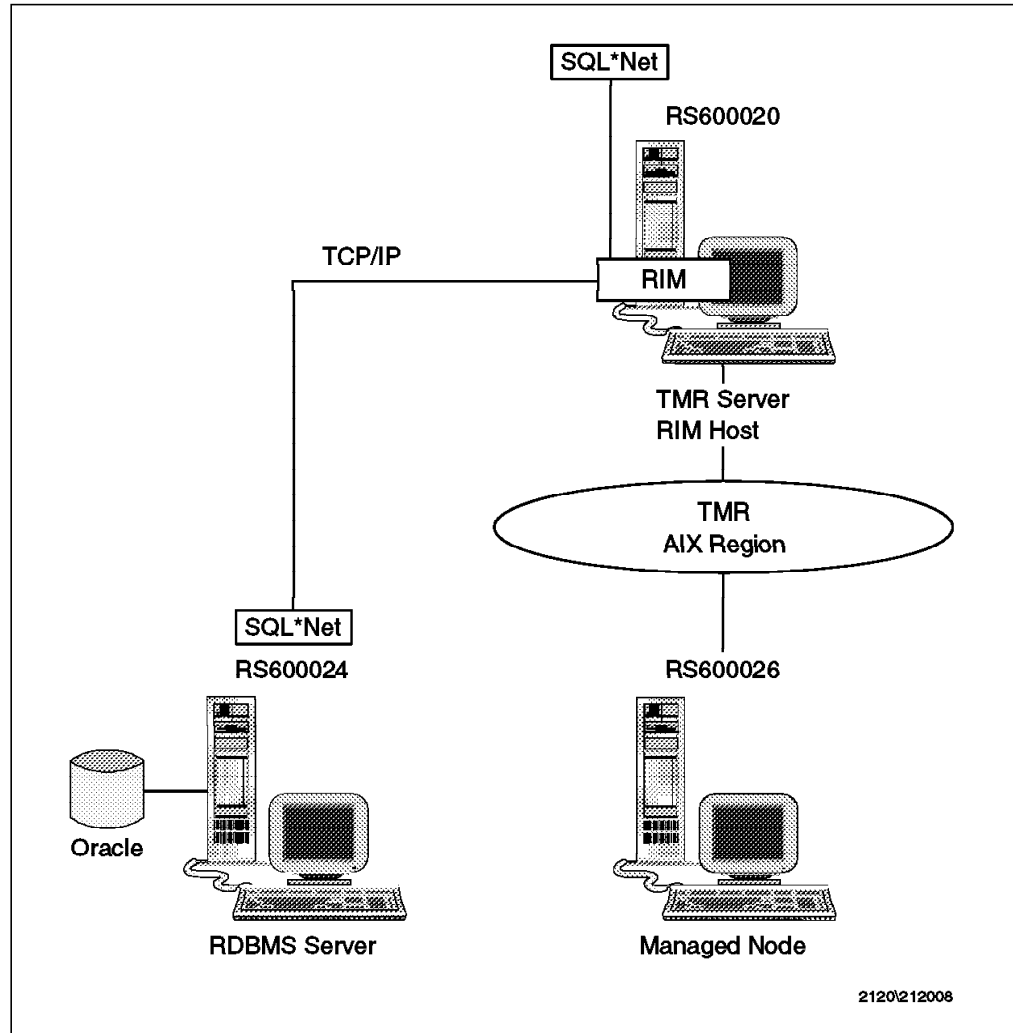 SQL*Net
RS600020
TCP/IP
RIM
TMR Server
RIM Host
TMR
AIX Region
SQL*Net
RS600024
RS600026
Oracle
RDBMS Server
Managed Node
2120\212008